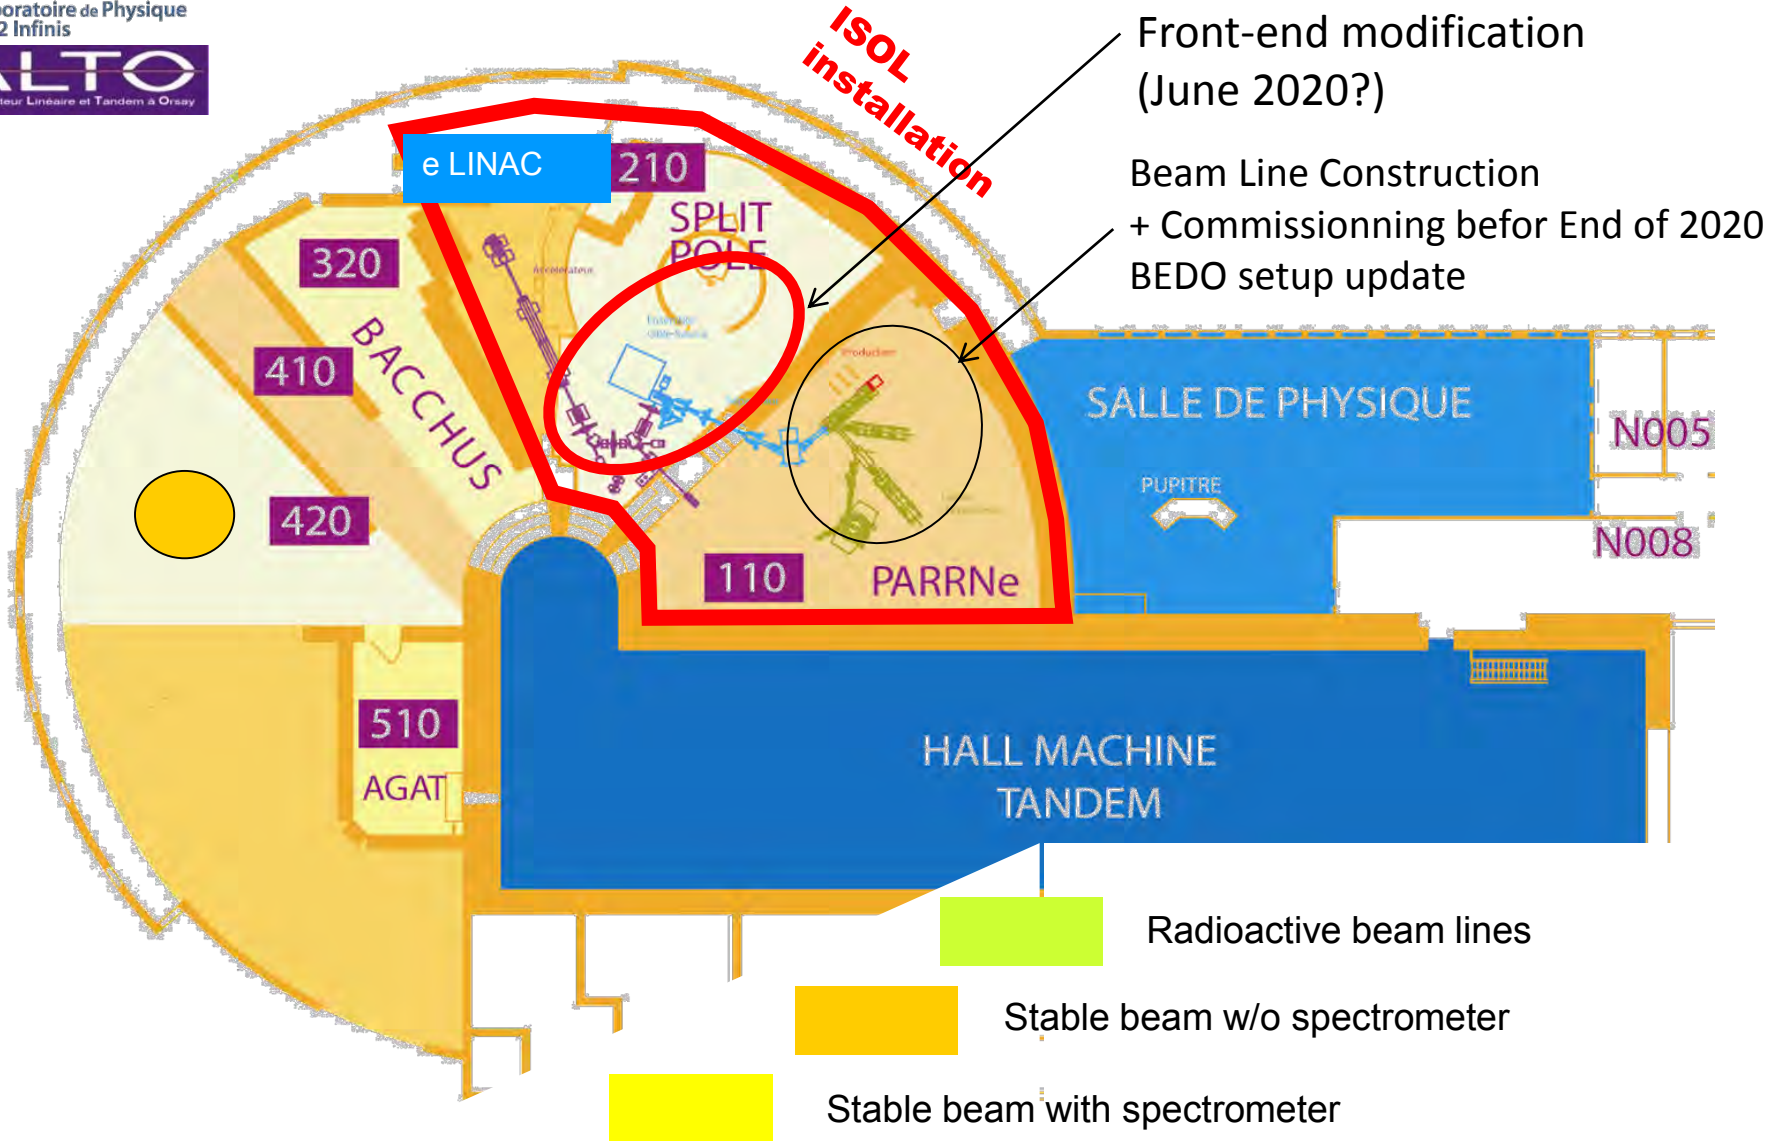 oratoire de Physique
2 Infinis
ALTO
teur Linéaire et Tandem à Orsay
ISOL
installation
Front-end modification
(June 2020?)
Beam Line Construction
+ Commissionning befor End of 2020
BEDO setup update
e LINAC
210
SPLIT
POLE
320
Accélérateur
BACCHUS
410
Production
SALLE DE PHYSIQUE
N005
PUPITRE
420
N008
110
PARRNe
510
AGAT
HALL MACHINE
TANDEM
Radioactive beam lines
Stable beam w/o spectrometer
Stable beam with spectrometer